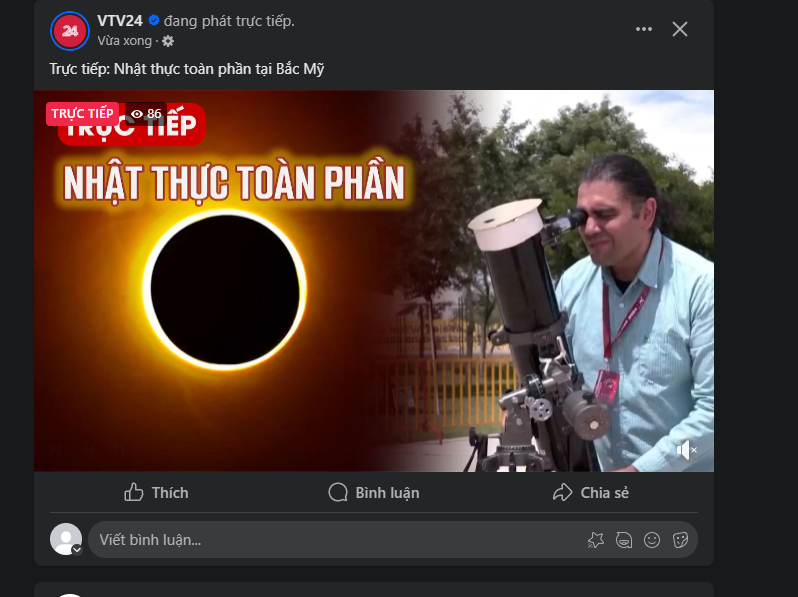 VTV24 đang phát trực tiếp.
Vừa xong ·
Trực tiếp: Nhật thực toàn phần tại Bắc Mỹ
TRỰC TIẾP 86
TRỰC TIẾP
NHẬT THỰC TOÀN PHẦN
Thích Bình luận Chia sẻ
Viết bình luận...